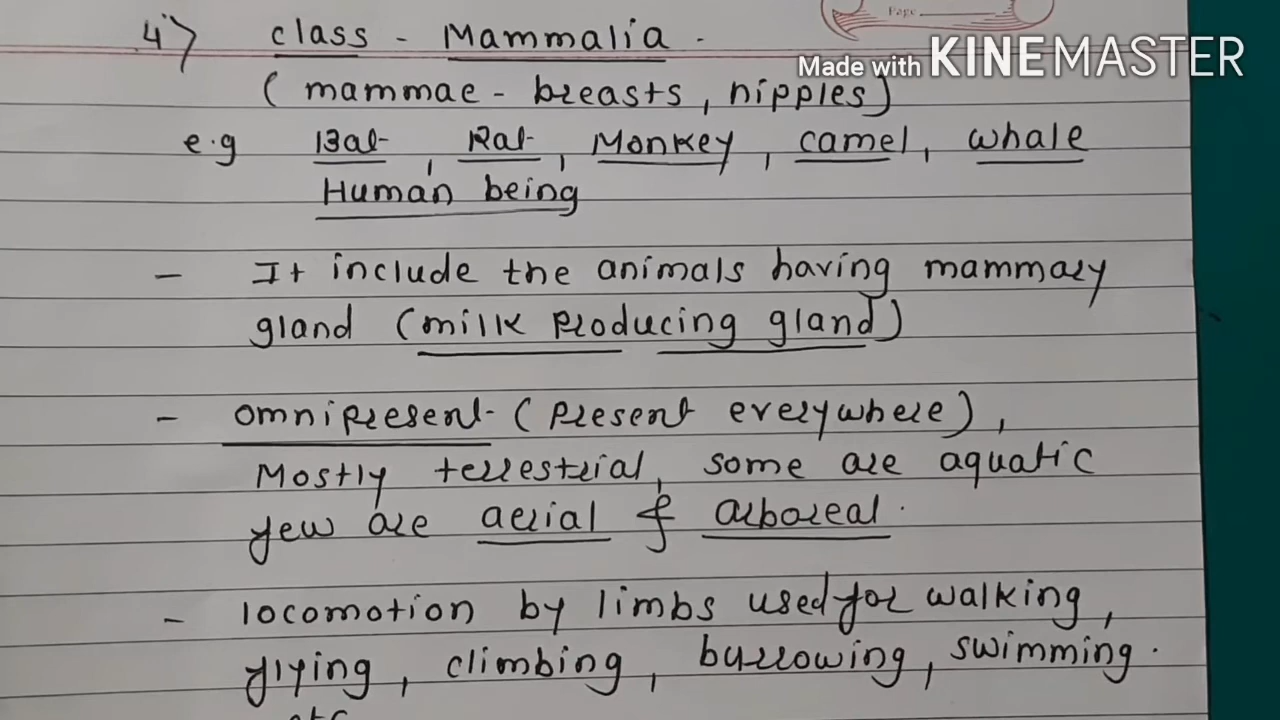 Page
Made with KINEMASTER
4) class - Mammalia -
(mammae - breasts, nipples)
e.g Bat, Rat, Monkey, camel, whale
Human being
- It include the animals having mammary
gland (milk producing gland)
- omnipresent (present everywhere),
Mostly terrestrial, some are aquatic
few are aerial & arboreal.
- locomotion by limbs used for walking,
flying, climbing, burrowing, swimming.
etc